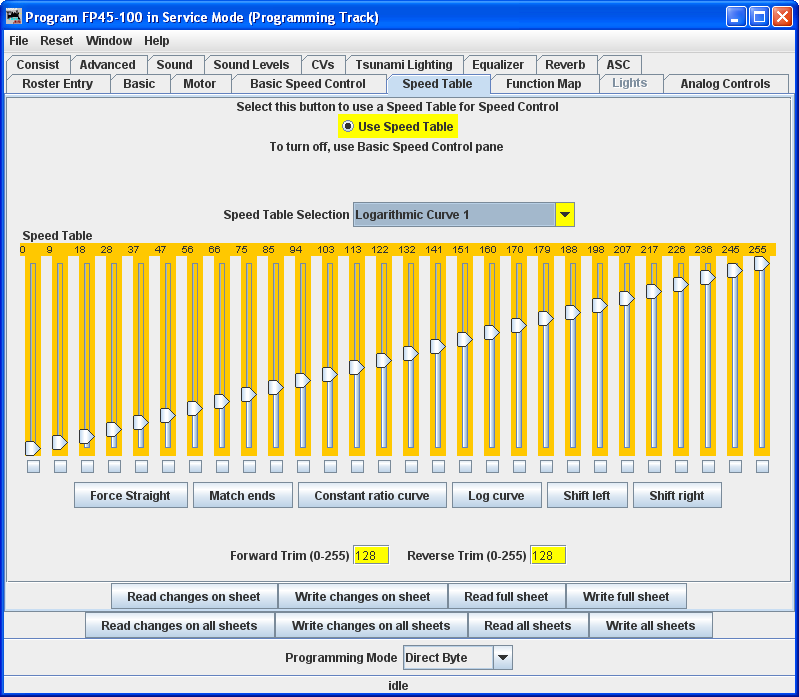 Program FP45-100 in Service Mode (Programming Track)
File Reset Window Help
Consist Advanced Sound Sound Levels CVs Tsunami Lighting Equalizer Reverb ASC
Roster Entry Basic Motor Basic Speed Control Speed Table Function Map Lights Analog Controls
Select this button to use a Speed Table for Speed Control
Use Speed Table
To turn off, use Basic Speed Control pane
Speed Table Selection Logarithmic Curve 1
Speed Table
0 9 18 28 37 47 56 66 75 85 94 103 113 122 132 141 151 160 170 179 188 198 207 217 226 236 245 255
Force Straight Match ends Constant ratio curve Log curve Shift left Shift right
Forward Trim (0-255) 128 Reverse Trim (0-255) 128
Read changes on sheet Write changes on sheet Read full sheet Write full sheet
Read changes on all sheets Write changes on all sheets Read all sheets Write all sheets
Programming Mode Direct Byte
idle